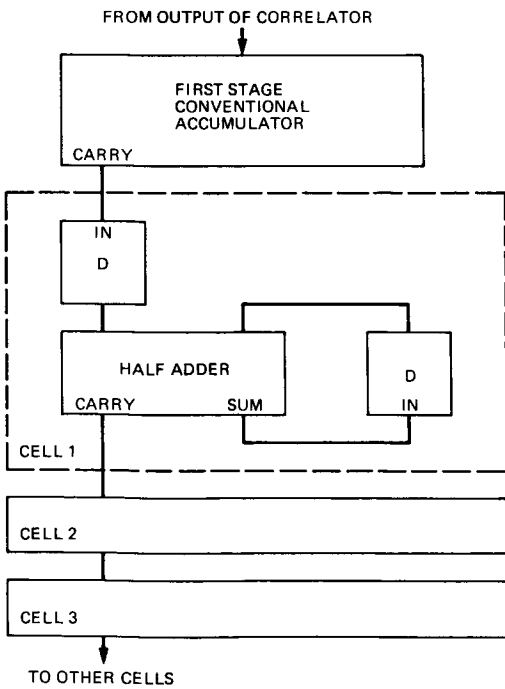 FROM OUTPUT OF CORRELATOR
FIRST STAGE
CONVENTIONAL
ACCUMULATOR
CARRY
IN
D
HALF ADDER
CARRY
SUM
D
IN
CELL 1
CELL 2
CELL 3
TO OTHER CELLS